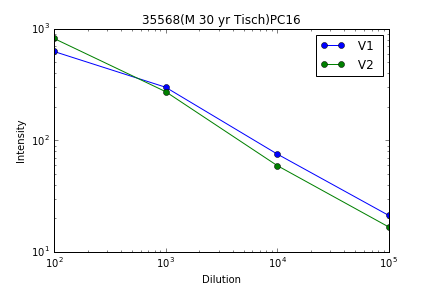 35568(M 30 yr Tisch)PC16
10³
10²
10¹
Intensity
V1
V2
10² 10³ 10⁴ 10⁵
Dilution